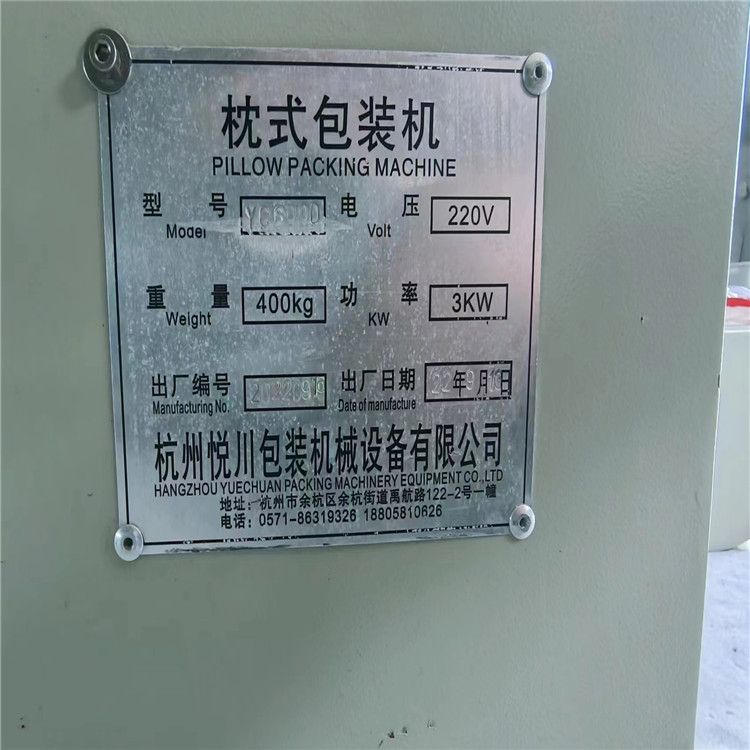 枕式包装机
PILLOW PACKING MACHINE
型 号 电 压 220V
Model Volt
重 量 400kg 功 率 3KW
Weight KW
出厂编号 出厂日期 年 月 日
Manufacturing No. Date of manufacture
杭州悦川包装机械设备有限公司
HANGZHOU YUECHUAN PACKING MACHINERY EQUIPMENT CO.,LTD
地址:杭州市余杭区余杭街道禹航路122-2号一幢
电话: 0571-86319326 18805810626